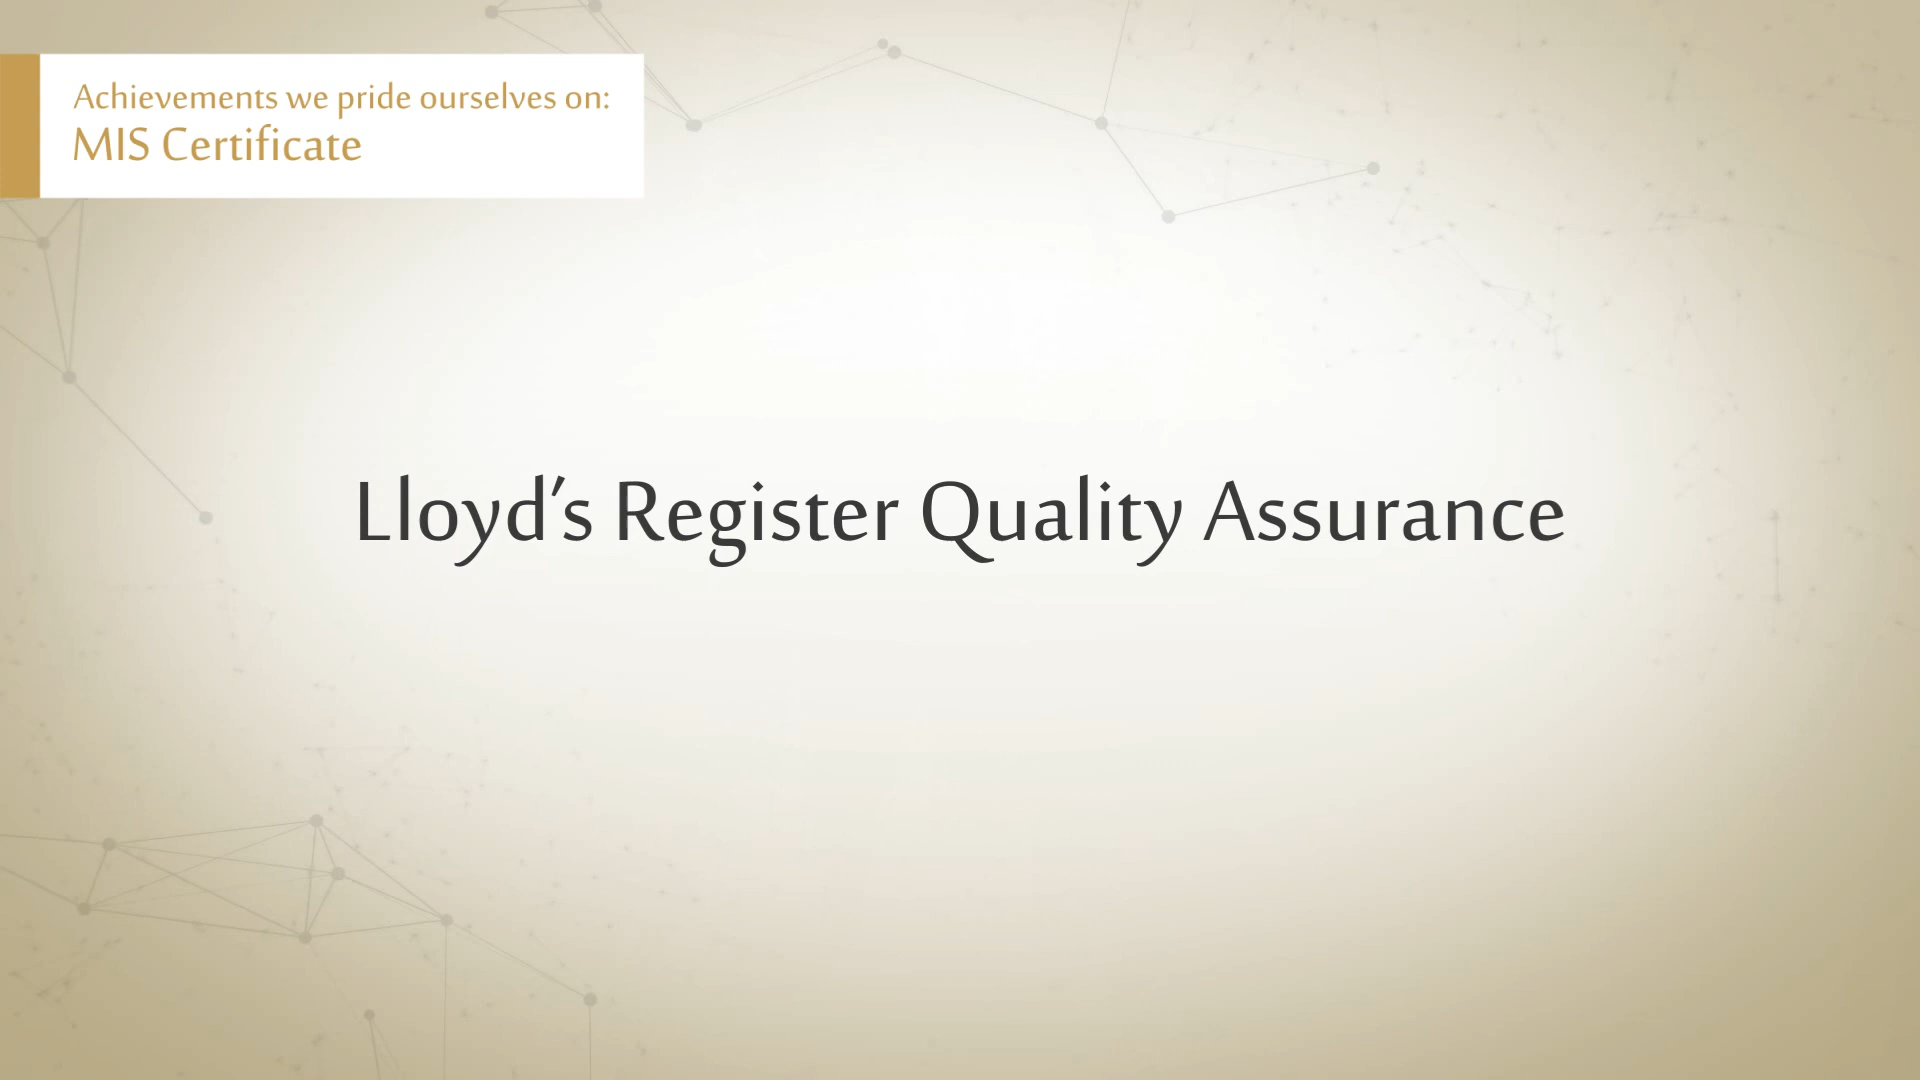 Achievements we pride ourselves on:
MIS Certificate
Lloyd's Register Quality Assurance